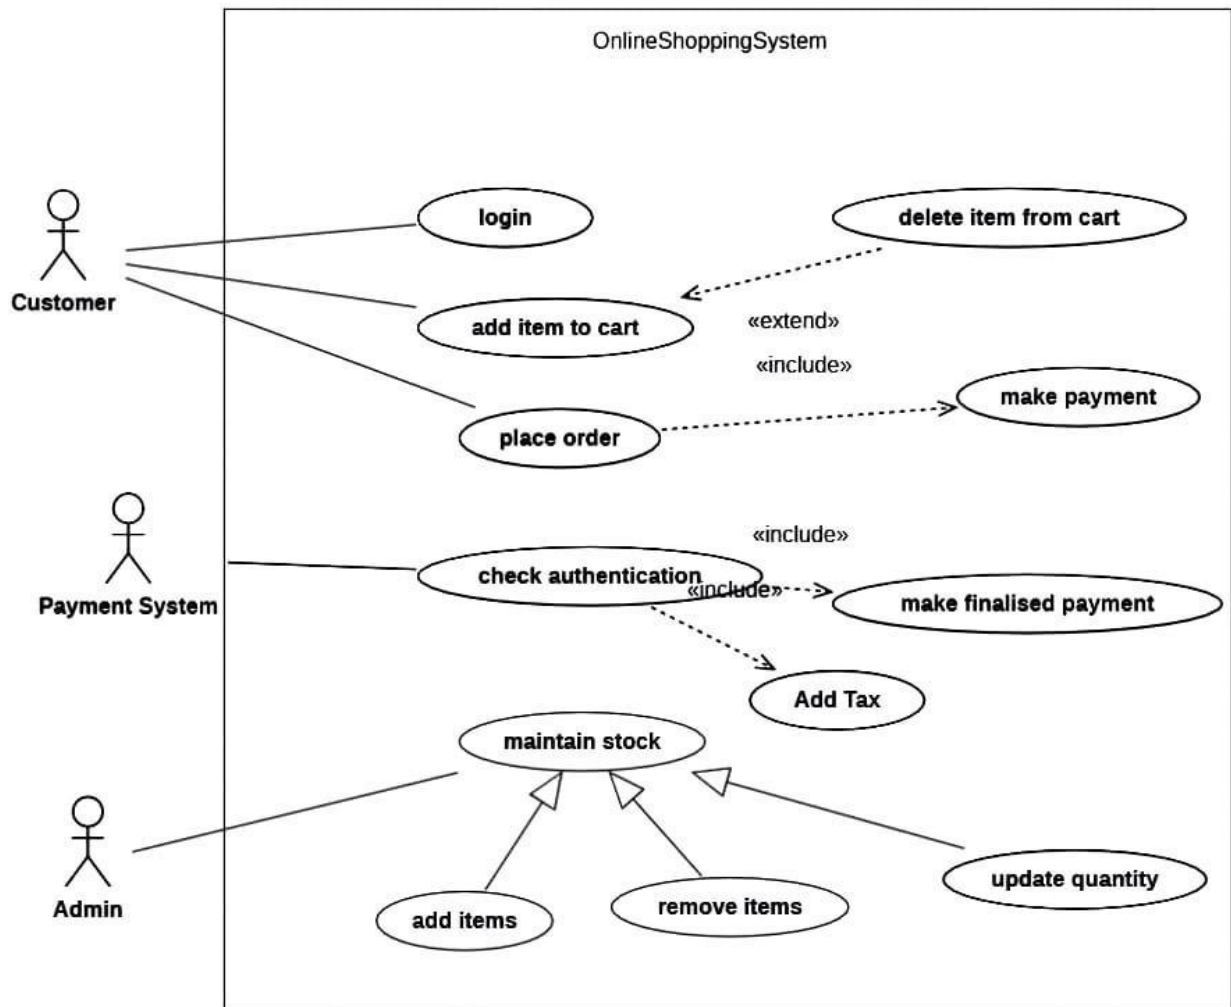 OnlineShoppingSystem
login
delete item from cart
Customer
add item to cart
«extend»
«include»
make payment
place order
«include»
check authentication
«include»
make finalised payment
Payment System
Add Tax
maintain stock
Admin
add items
remove items
update quantity